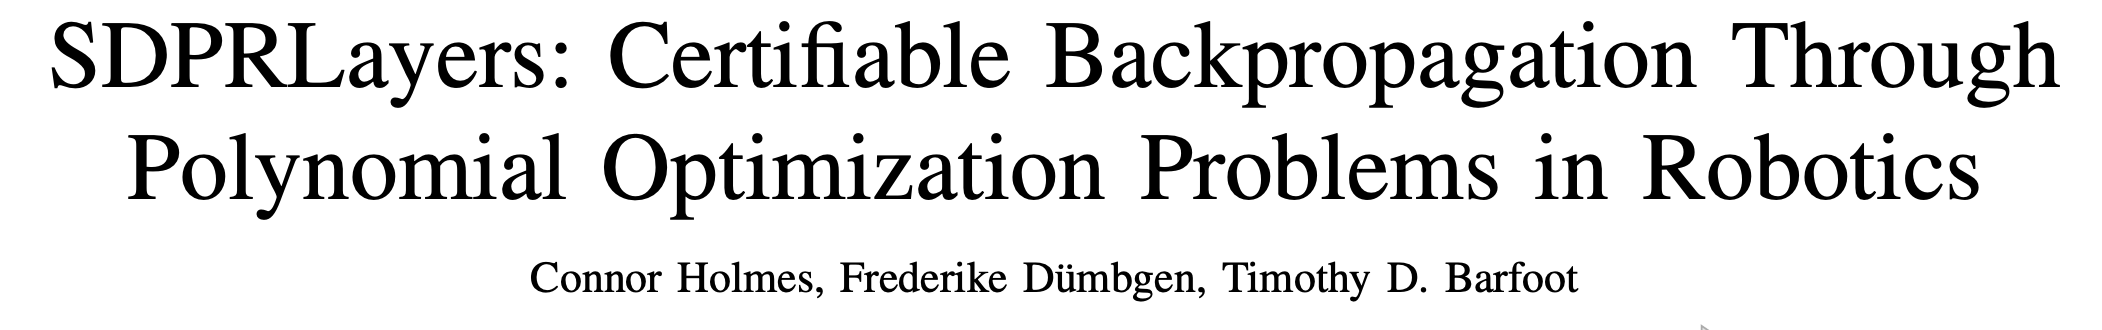 SDPRLayers: Certifiable Backpropagation Through
Polynomial Optimization Problems in Robotics
Connor Holmes, Frederike Dümbgen, Timothy D. Barfoot